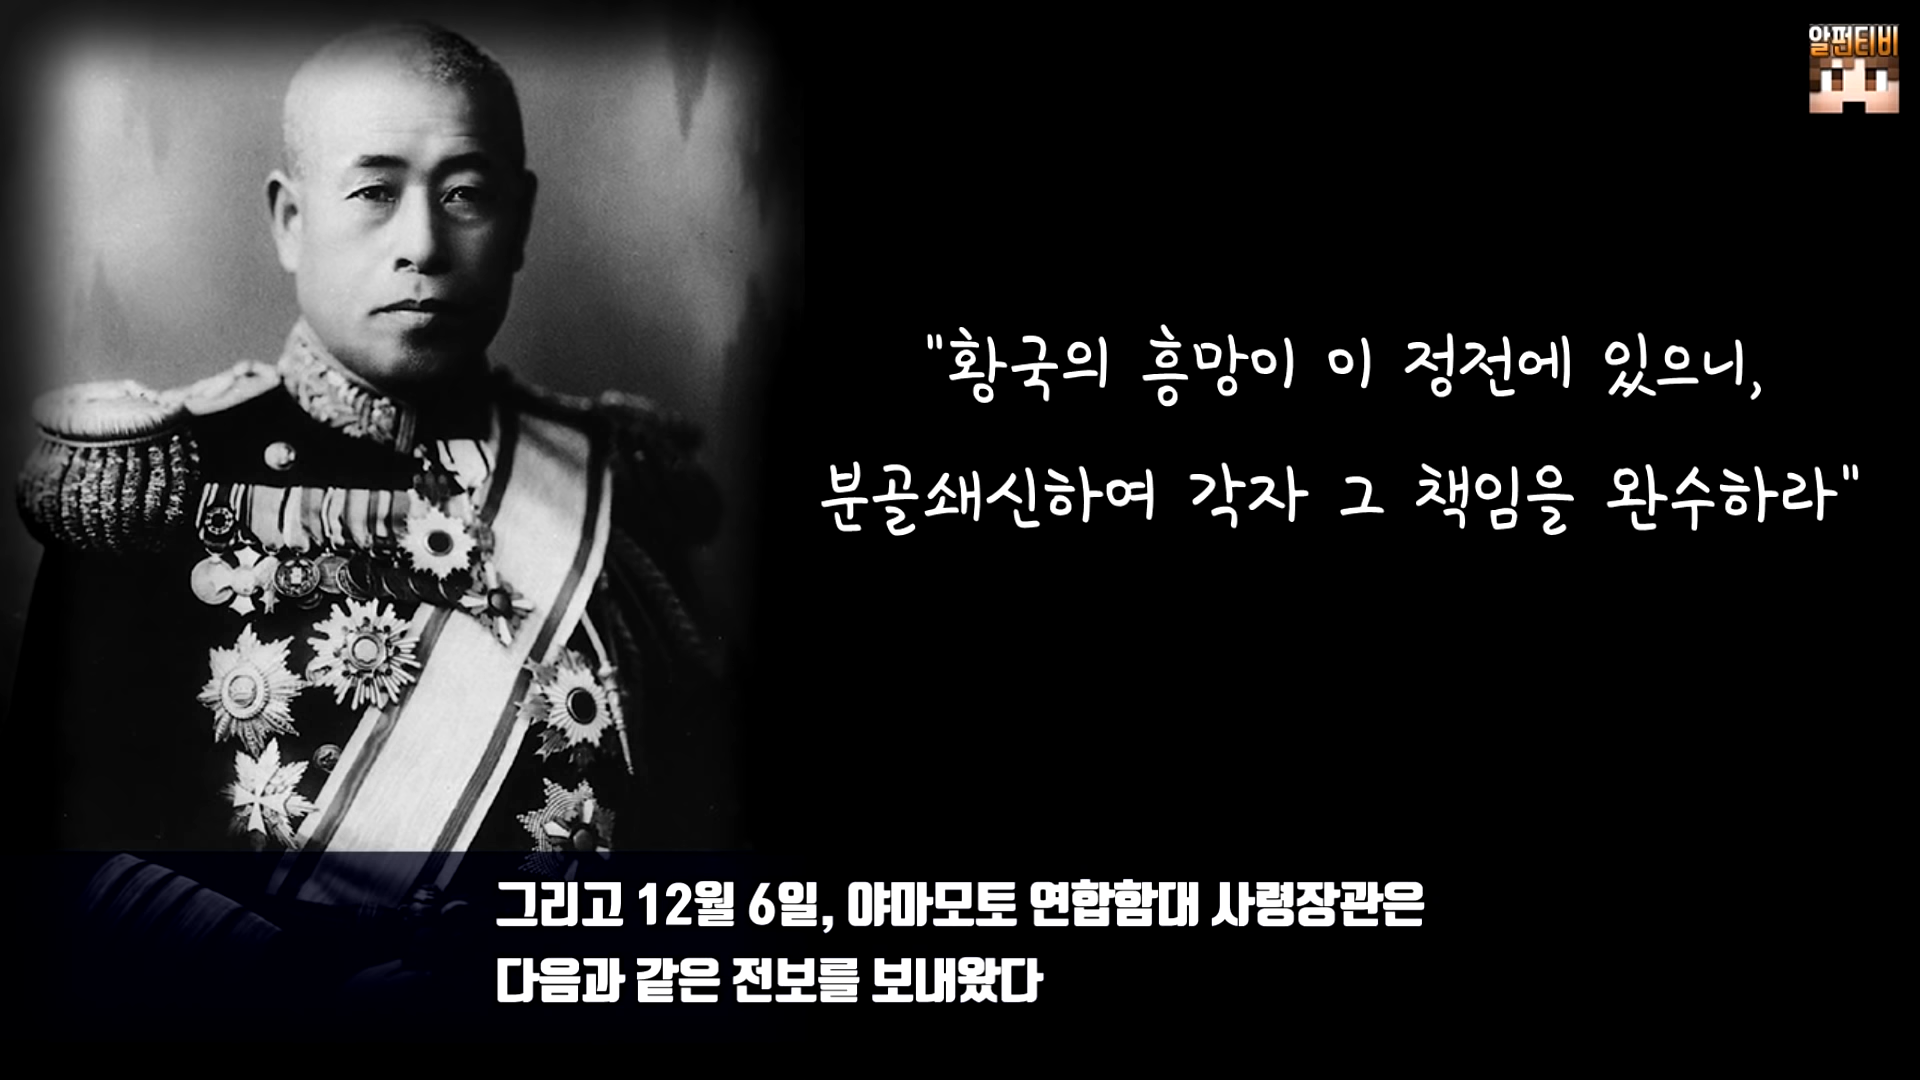 알펀티비
"황국의 흥망이 이 정전에 있으니,
분골쇄신하여 각자 그 책임을 완수하라"
그리고 12월 6일, 야마모토 연합함대 사령장관은
다음과 같은 전보를 보내왔다